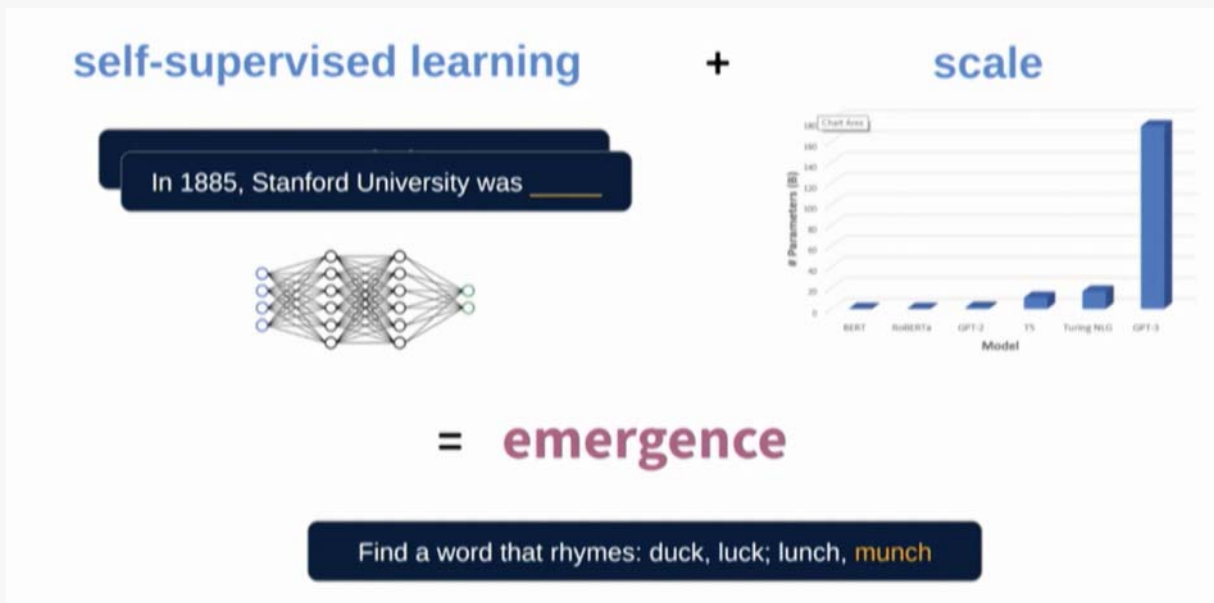 self-supervised learning + scale
In 1885, Stanford University was ______
Chart Area
# Parameters (B)
180
160
140
120
100
80
60
40
20
0
BERT RoBERTa GPT-2 T5 Turing NLG GPT-3
Model
= emergence
Find a word that rhymes: duck, luck; lunch, munch